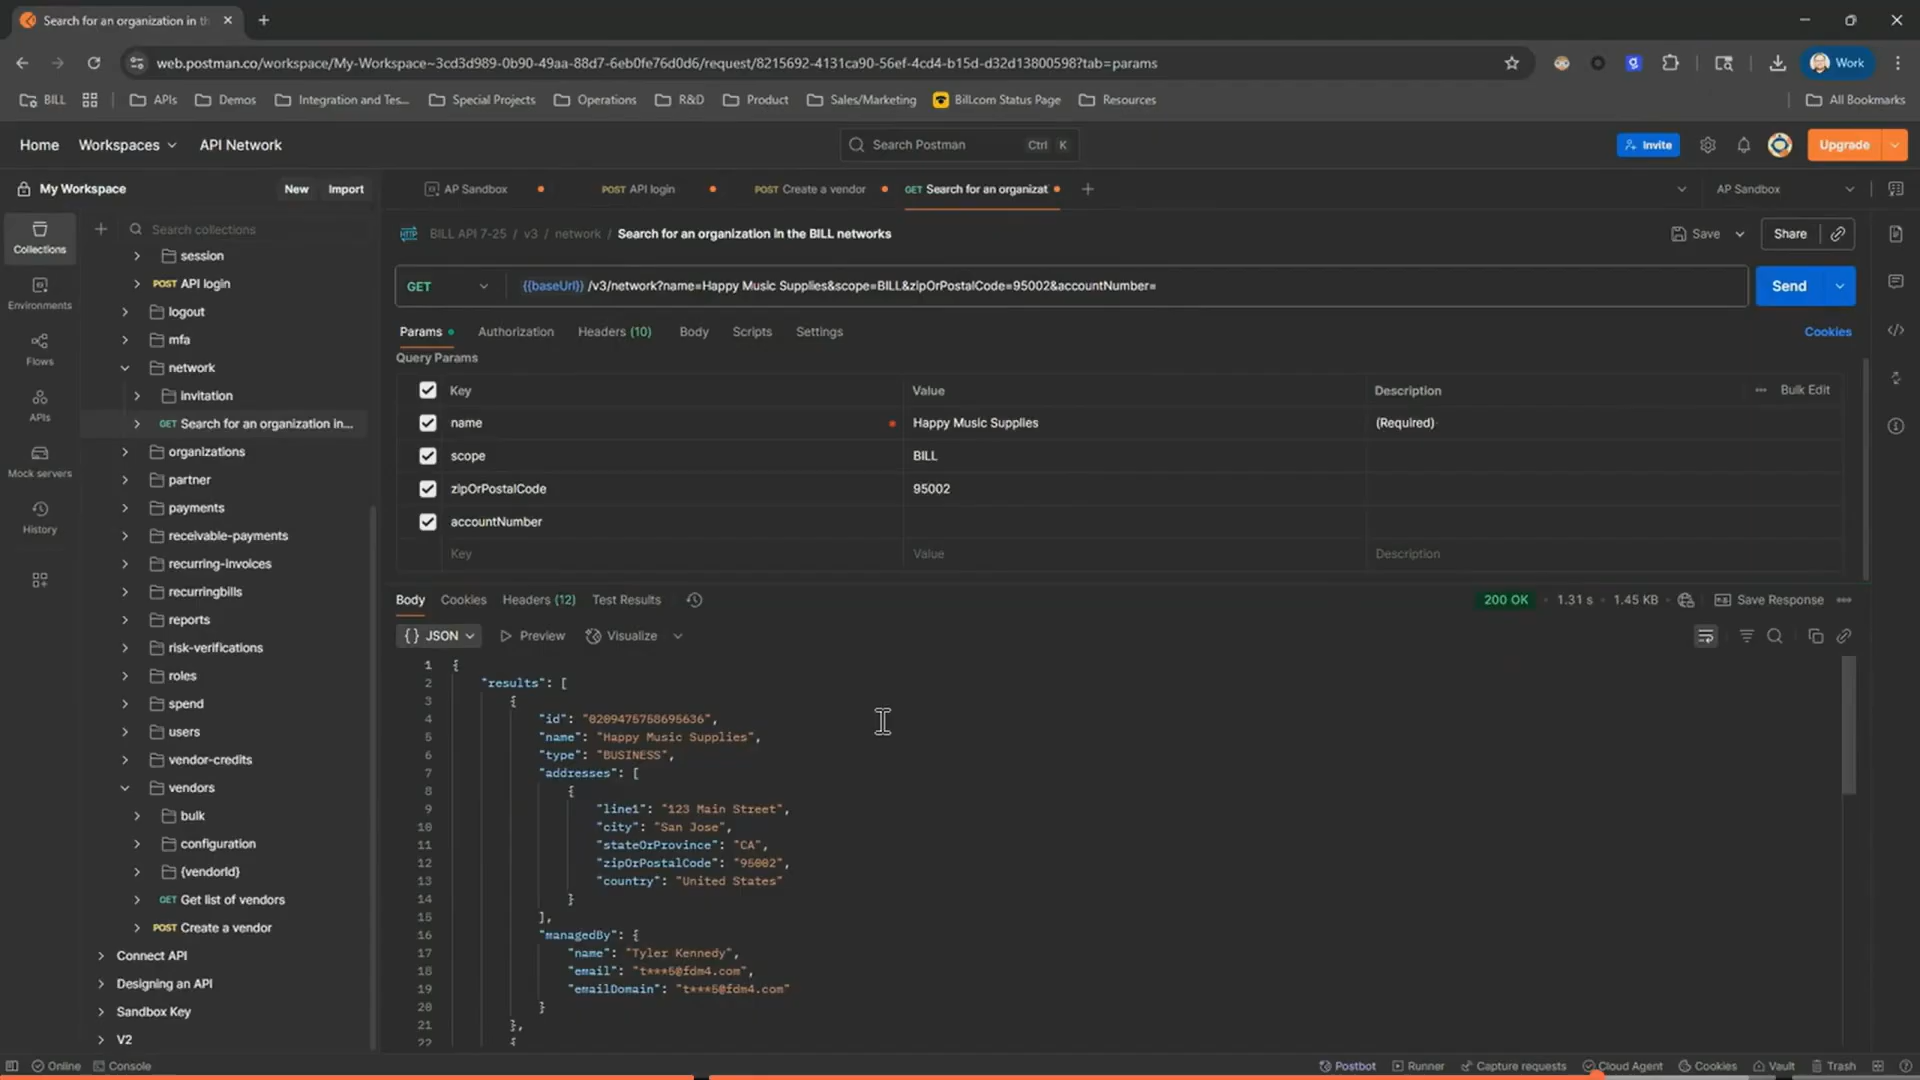 Search for an organization in th
web.postman.co/workspace/My-Workspace~3cd3d989-0b90-49aa-88d7-6eb0fe76d0d6/request/8215692-4131ca90-56ef-4cd4-b15d-d32d13800598?tab=params
Work
BILL APIs Demos Integration and Tes... Special Projects Operations R&D Product Sales/Marketing Bill.com Status Page Resources All Bookmarks
Home Workspaces API Network Search Postman Ctrl K Invite Upgrade
My Workspace New Import
AP Sandbox POST API login POST Create a vendor GET Search for an organizat AP Sandbox
Collections
Environments
Flows
APIs
Mock servers
History
Search collections
session
POST API login
logout
mfa
network
invitation
GET Search for an organization in...
organizations
partner
payments
receivable-payments
recurring-invoices
recurringbills
reports
risk-verifications
roles
spend
users
vendor-credits
vendors
bulk
configuration
{vendorId}
GET Get list of vendors
POST Create a vendor
Connect API
Designing an API
Sandbox Key
V2
HTTP BILL API 7-25 / v3 / network / Search for an organization in the BILL networks Save Share
GET {{baseUrl}} /v3/network?name=Happy Music Supplies&scope=BILL&zipOrPostalCode=95002&accountNumber= Send
Params Authorization Headers (10) Body Scripts Settings Cookies
Query Params
Key Value Description Bulk Edit
name Happy Music Supplies (Required)
scope BILL
zipOrPostalCode 95002
accountNumber
Key Value Description
Body Cookies Headers (12) Test Results 200 OK 1.31 s 1.45 KB Save Response
{} JSON Preview Visualize
1 {
2 "results": [
3 {
4 "id": "0209475758695636",
5 "name": "Happy Music Supplies",
6 "type": "BUSINESS",
7 "addresses": [
8 {
9 "line1": "123 Main Street",
10 "city": "San Jose",
11 "stateOrProvince": "CA",
12 "zipOrPostalCode": "95002",
13 "country": "United States"
14 }
15 ],
16 "managedBy": {
17 "name": "Tyler Kennedy",
18 "email": "t***5@fdm4.com",
19 "emailDomain": "t***5@fdm4.com"
20 }
21 },
22 {
Online Console Postbot Runner Capture requests Cloud Agent Cookies Vault Trash